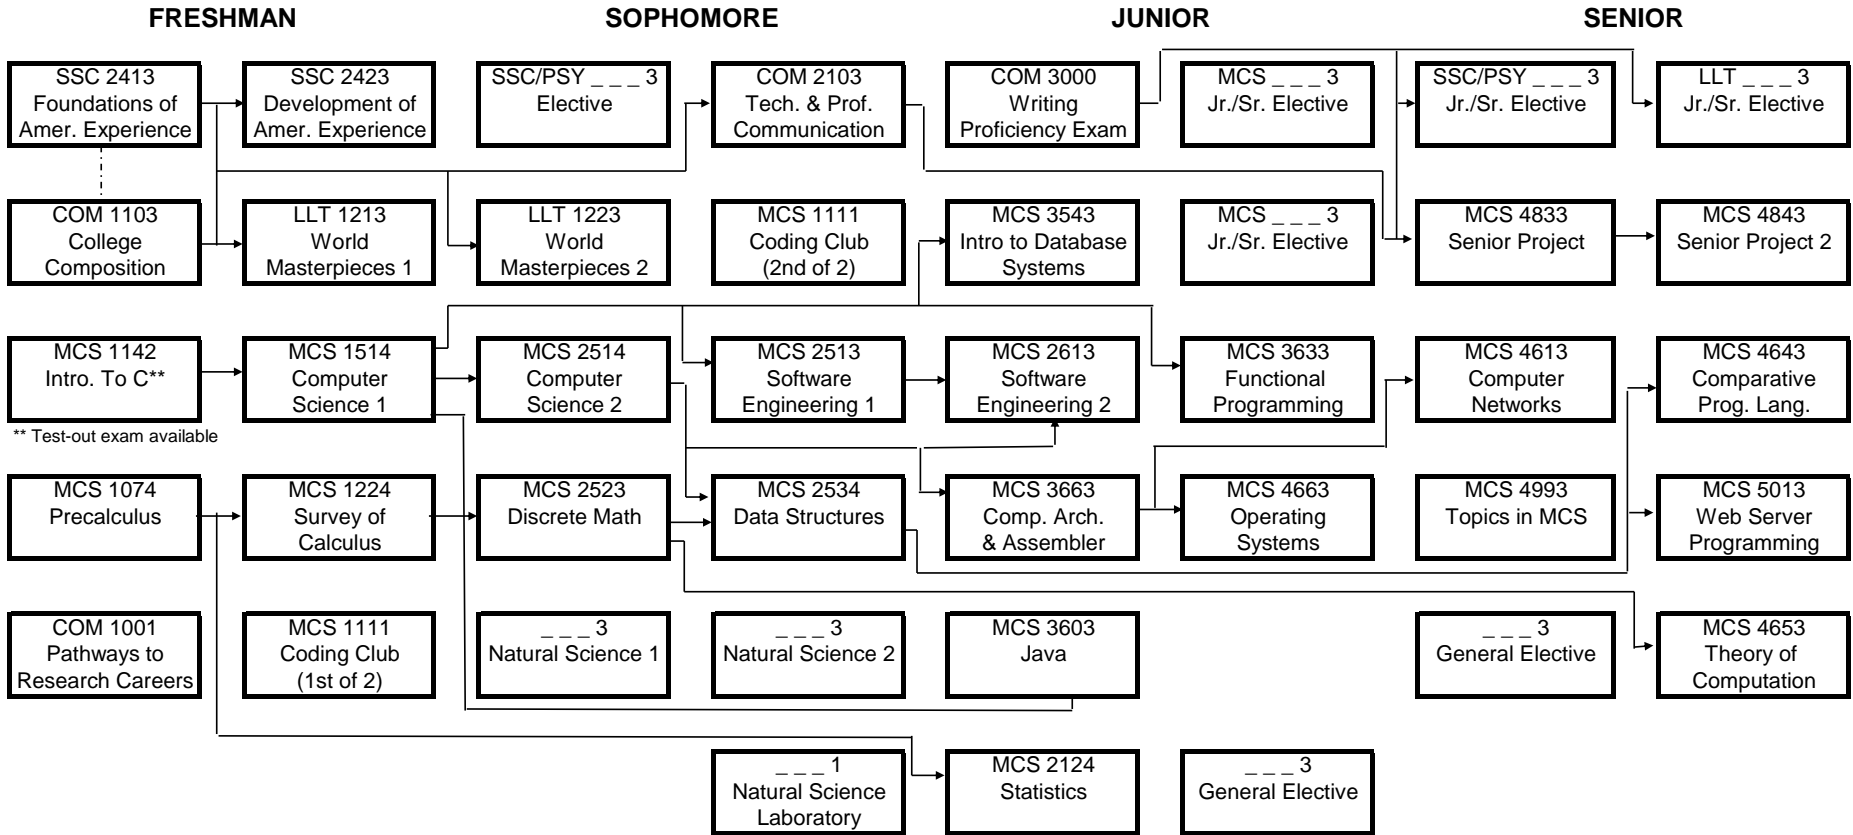 FRESHMAN
SOPHOMORE
JUNIOR
SENIOR
SSC 2413
Foundations of
Amer. Experience
SSC 2423
Development of
Amer. Experience
SSC/PSY _ _ _ 3
Elective
COM 2103
Tech. & Prof.
Communication
COM 3000
Writing
Proficiency Exam
MCS _ _ _ 3
Jr./Sr. Elective
SSC/PSY _ _ _ 3
Jr./Sr. Elective
LLT _ _ _ 3
Jr./Sr. Elective
COM 1103
College
Composition
LLT 1213
World
Masterpieces 1
LLT 1223
World
Masterpieces 2
MCS 1111
Coding Club
(2nd of 2)
MCS 3543
Intro to Database
Systems
MCS _ _ _ 3
Jr./Sr. Elective
MCS 4833
Senior Project
MCS 4843
Senior Project 2
MCS 1142
Intro. To C**
MCS 1514
Computer
Science 1
MCS 2514
Computer
Science 2
MCS 2513
Software
Engineering 1
MCS 2613
Software
Engineering 2
MCS 3633
Functional
Programming
MCS 4613
Computer
Networks
MCS 4643
Comparative
Prog. Lang.
** Test-out exam available
MCS 1074
Precalculus
MCS 1224
Survey of
Calculus
MCS 2523
Discrete Math
MCS 2534
Data Structures
MCS 3663
Comp. Arch.
& Assembler
MCS 4663
Operating
Systems
MCS 4993
Topics in MCS
MCS 5013
Web Server
Programming
COM 1001
Pathways to
Research Careers
MCS 1111
Coding Club
(1st of 2)
_ _ _ 3
Natural Science 1
_ _ _ 3
Natural Science 2
MCS 3603
Java
_ _ _ 3
General Elective
MCS 4653
Theory of
Computation
_ _ _ 1
Natural Science
Laboratory
MCS 2124
Statistics
_ _ _ 3
General Elective